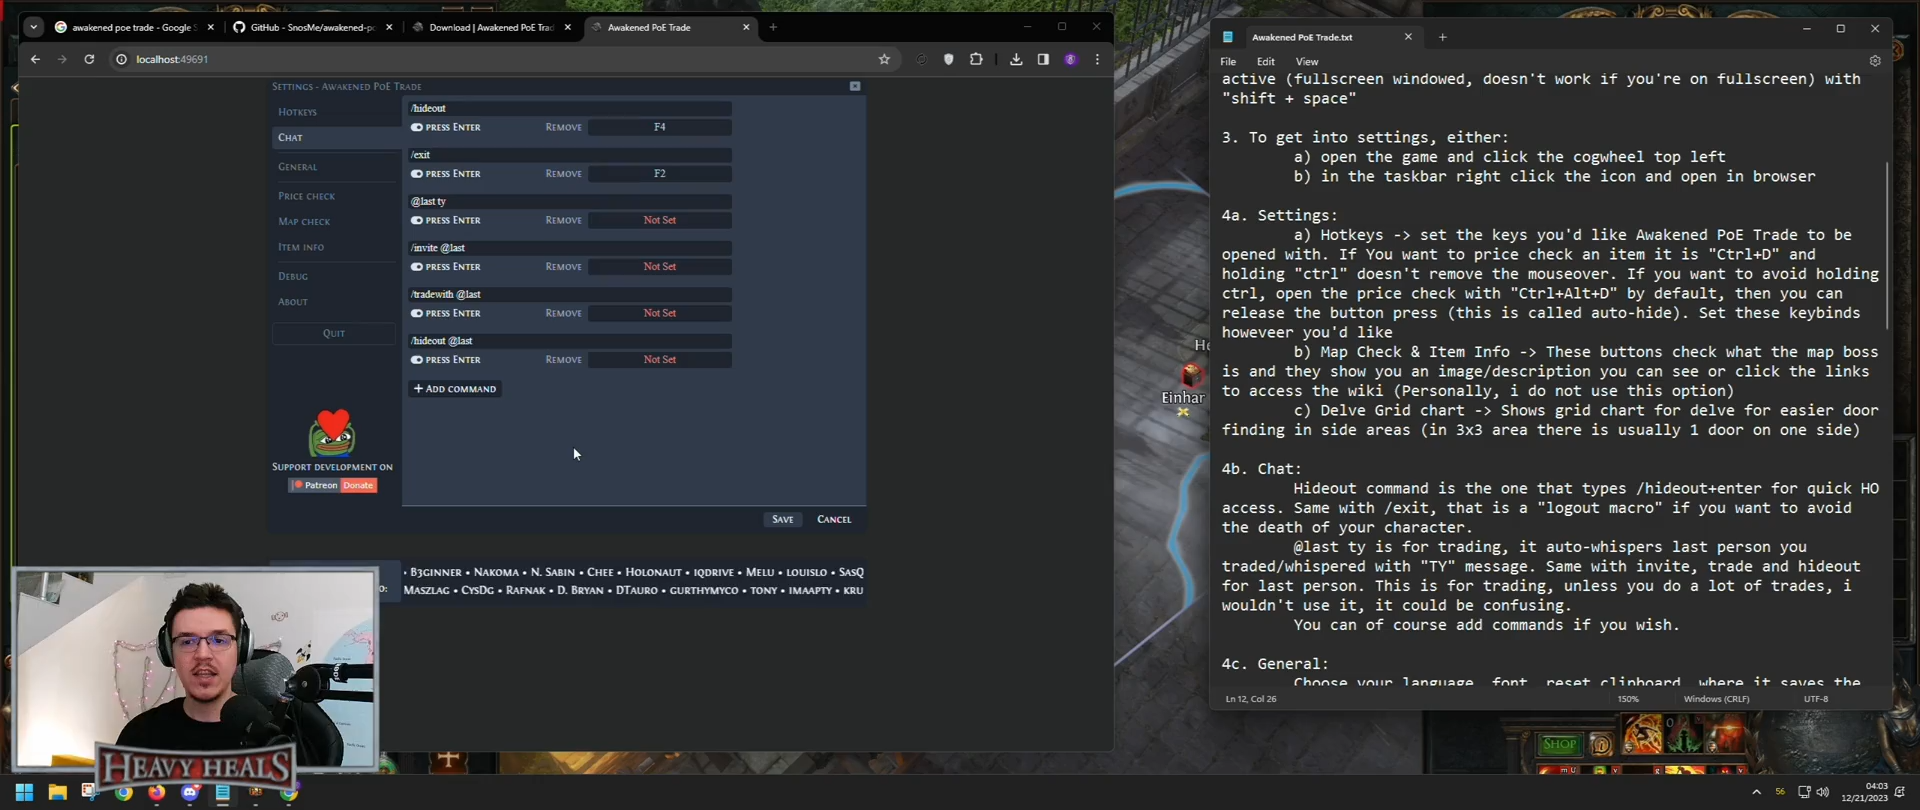 awakened poe trade - Google S
GitHub - SnosMe/awakened-po
Download | Awakened PoE Trad
Awakened PoE Trade
localhost:49691
Settings - Awakened PoE Trade
Hotkeys
Chat
General
Price check
Map check
Item info
Debug
About
Quit
Support development on
Patreon Donate
/hideout
Press Enter Remove F4
/exit
Press Enter Remove F2
@last ty
Press Enter Remove Not Set
/invite @last
Press Enter Remove Not Set
/tradewith @last
Press Enter Remove Not Set
/hideout @last
Press Enter Remove Not Set
+ Add command
Save Cancel
• B3ginner • Nakoma • N. Sabin • Chee • Holonaut • iqdrive • Melu • louislo • SasQ
Maszlag • CysDg • Rafnak • D. Bryan • DTauro • gurthymyco • tony • imaapty • kru
HEAVY HEALS
Einhar
Awakened PoE Trade.txt
File Edit View
active (fullscreen windowed, doesn't work if you're on fullscreen) with
"shift + space"
3. To get into settings, either:
a) open the game and click the cogwheel top left
b) in the taskbar right click the icon and open in browser
4a. Settings:
a) Hotkeys -> set the keys you'd like Awakened PoE Trade to be
opened with. If You want to price check an item it is "Ctrl+D" and
holding "ctrl" doesn't remove the mouseover. If you want to avoid holding
ctrl, open the price check with "Ctrl+Alt+D" by default, then you can
release the button press (this is called auto-hide). Set these keybinds
howeveer you'd like
b) Map Check & Item Info -> These buttons check what the map boss
is and they show you an image/description you can see or click the links
to access the wiki (Personally, i do not use this option)
c) Delve Grid chart -> Shows grid chart for delve for easier door
finding in side areas (in 3x3 area there is usually 1 door on one side)
4b. Chat:
Hideout command is the one that types /hideout+enter for quick HO
access. Same with /exit, that is a "logout macro" if you want to avoid
the death of your character.
@last ty is for trading, it auto-whispers last person you
traded/whispered with "TY" message. Same with invite, trade and hideout
for last person. This is for trading, unless you do a lot of trades, i
wouldn't use it, it could be confusing.
You can of course add commands if you wish.
4c. General:
Choose your language, font, reset clipboard, where it saves the
Ln 12, Col 26 150% Windows (CRLF) UTF-8
SHOP
56
04:03
12/21/2023